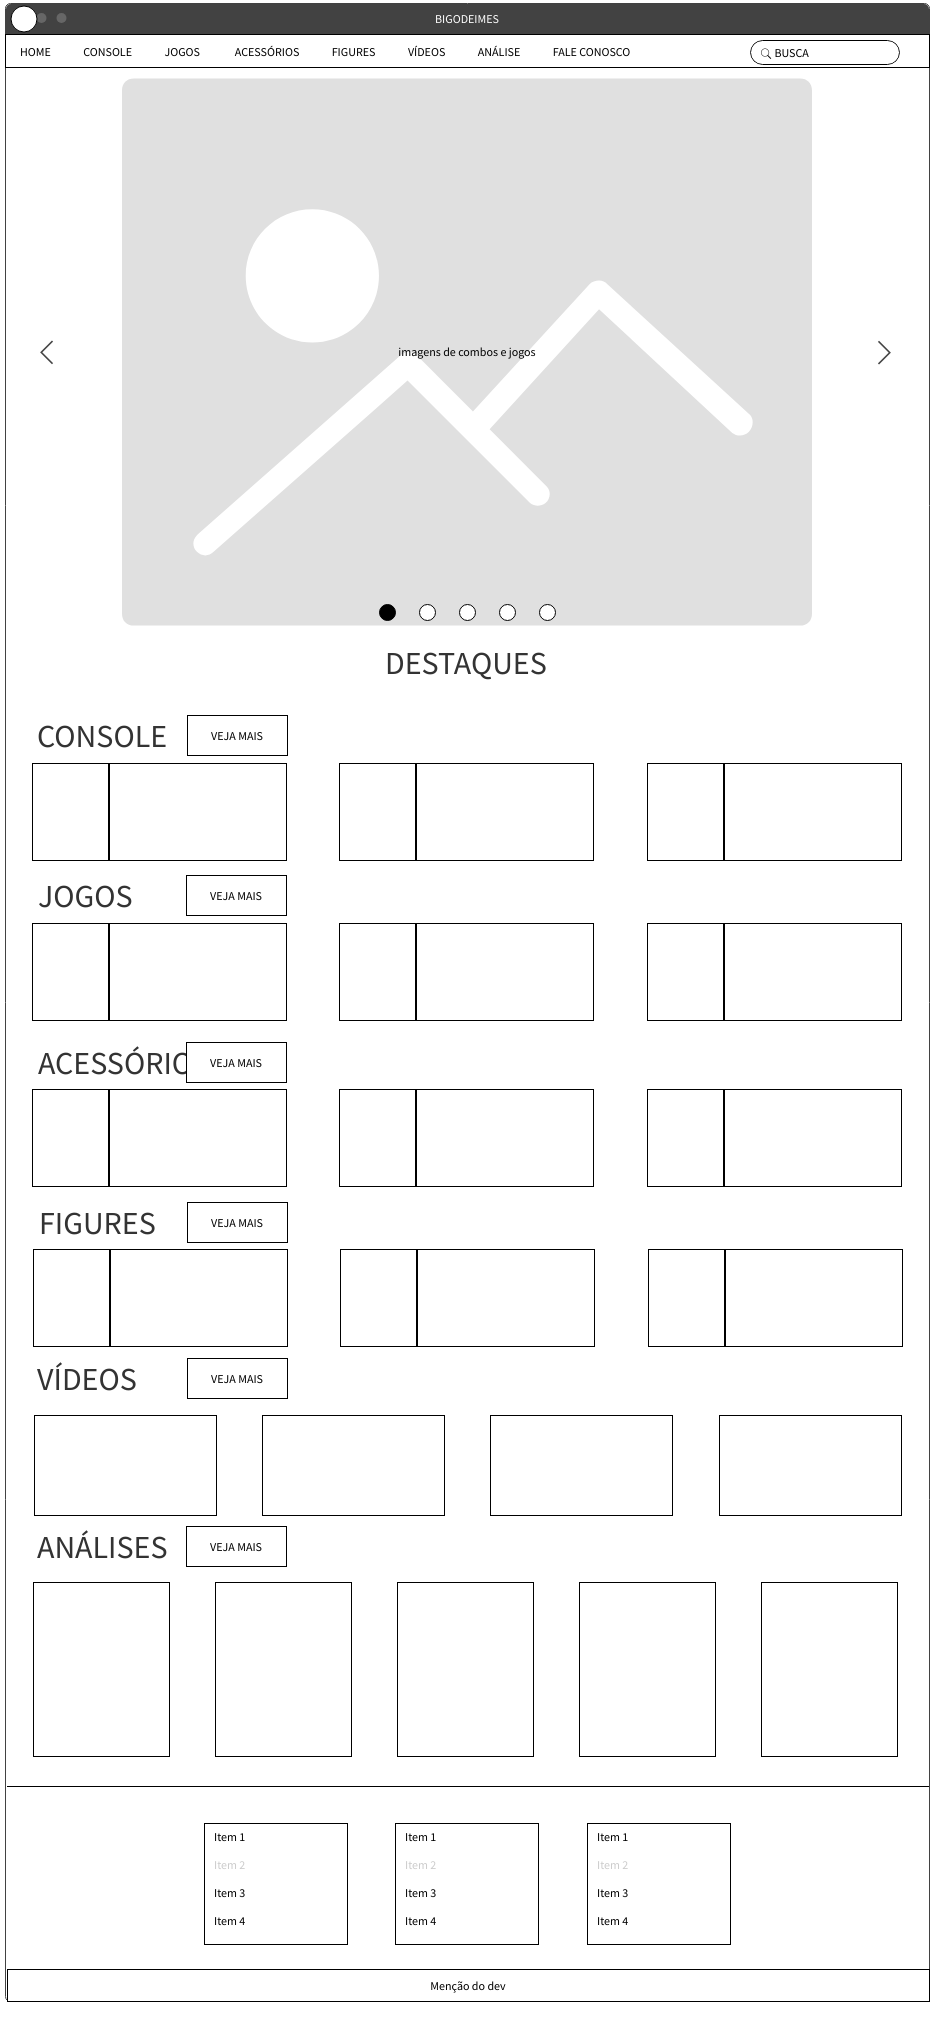 BIGODEIMES
HOME CONSOLE JOGOS ACESSÓRIOS FIGURES VÍDEOS ANÁLISE FALE CONOSCO BUSCA
imagens de combos e jogos
DESTAQUES
CONSOLE VEJA MAIS
JOGOS VEJA MAIS
ACESSÓRIO VEJA MAIS
FIGURES VEJA MAIS
VÍDEOS VEJA MAIS
ANÁLISES VEJA MAIS
Item 1 Item 1 Item 1
Item 2 Item 2 Item 2
Item 3 Item 3 Item 3
Item 4 Item 4 Item 4
Menção do dev